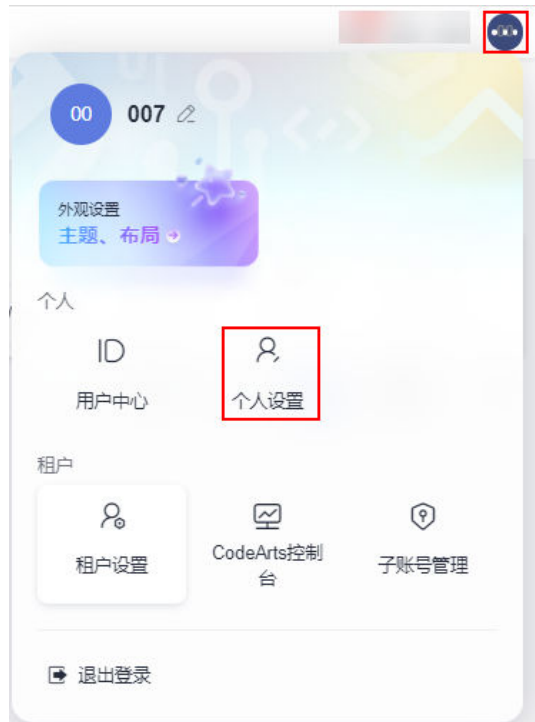 00
007
外观设置
主题、布局
个人
ID
用户中心
个人设置
租户
租户设置
CodeArts控制
台
子账号管理
退出登录